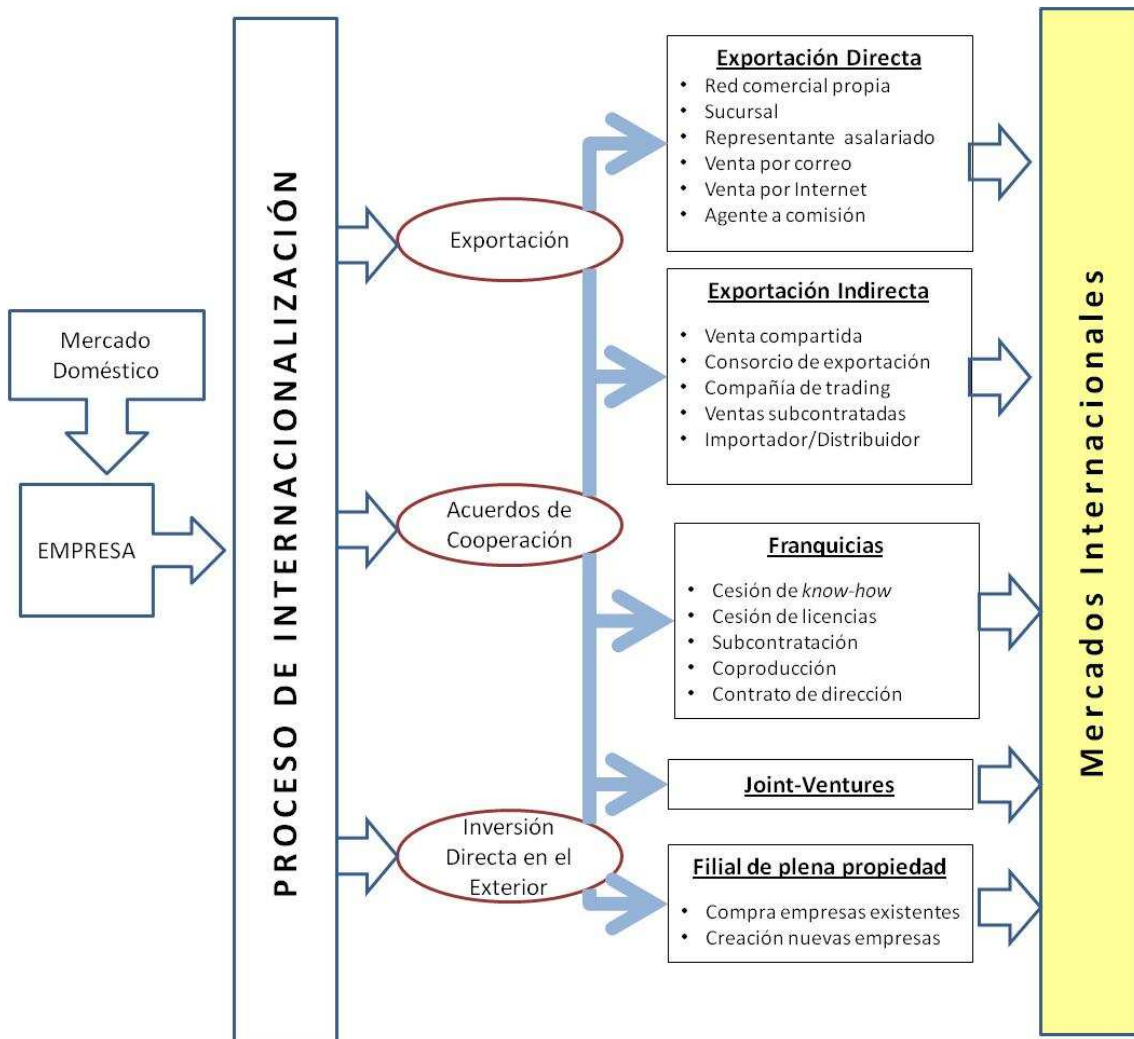 Mercado
Doméstico
EMPRESA
PROCESO DE INTERNACIONALIZACIÓN
Exportación
Acuerdos de
Cooperación
Inversión
Directa en el
Exterior
Exportación Directa
• Red comercial propia
• Sucursal
• Representante asalariado
• Venta por correo
• Venta por Internet
• Agente a comisión
Exportación Indirecta
• Venta compartida
• Consorcio de exportación
• Compañía de trading
• Ventas subcontratadas
• Importador/Distribuidor
Franquicias
• Cesión de know-how
• Cesión de licencias
• Subcontratación
• Coproducción
• Contrato de dirección
Joint-Ventures
Filial de plena propiedad
• Compra empresas existentes
• Creación nuevas empresas
Mercados Internacionales